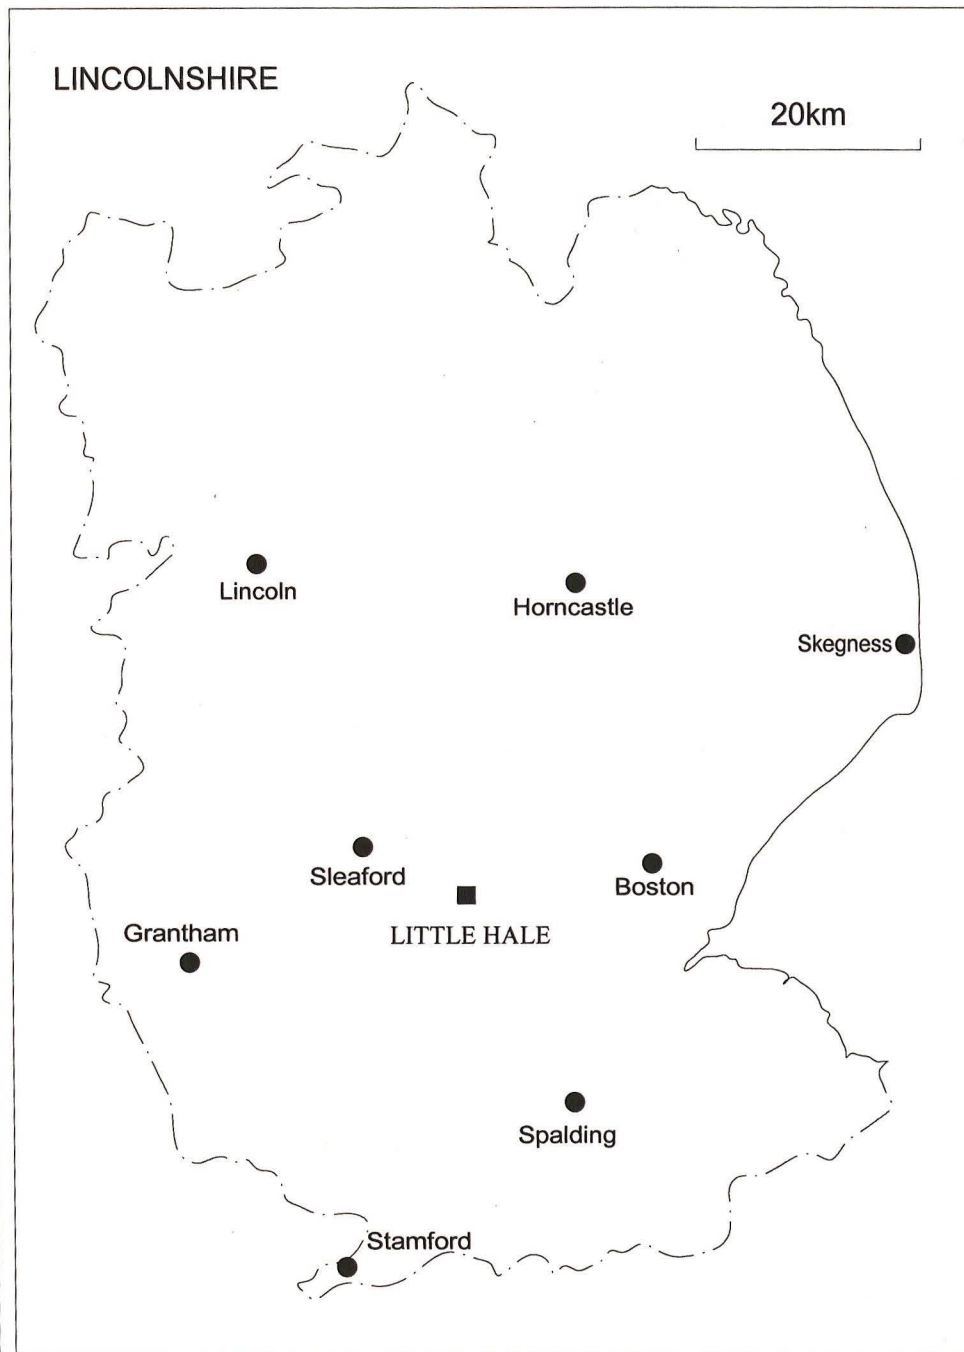 LINCOLNSHIRE
20km
Lincoln
Horncastle
Skegness
Sleaford
Boston
Grantham
LITTLE HALE
Spalding
Stamford